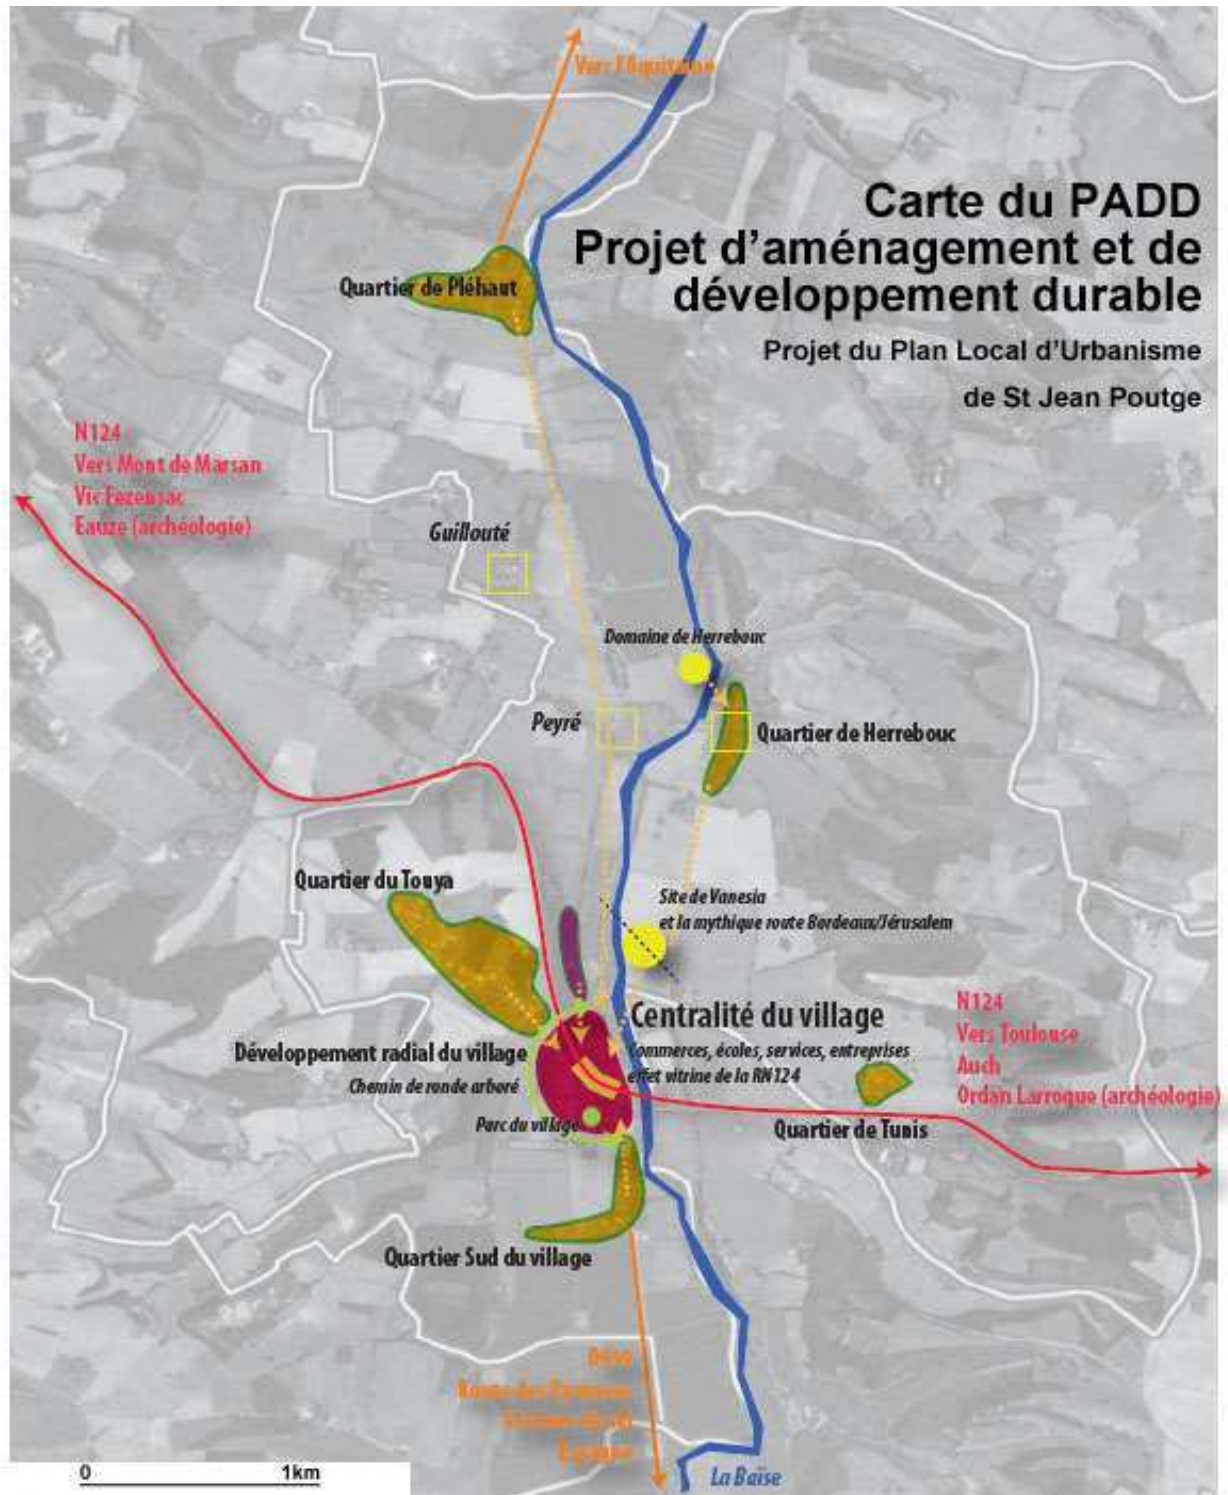 Vers l'Aquitaine
Carte du PADD
Projet d'aménagement et de
développement durable
Projet du Plan Local d'Urbanisme
de St Jean Poutge
Quartier de Pléhaut
N124
Vers Mont de Marsan
Vic Fezensac
Eauze (archéologie)
Guillouté
Domaine de Herrebouc
Peyré
Quartier de Herrebouc
Quartier du Touya
Site de Vanesia
et la mythique route Bordeaux/Jérusalem
Centralité du village
Commerces, écoles, services, entreprises
effet vitrine de la RN124
N124
Vers Toulouse
Auch
Ordan Larroque (archéologie)
Développement radial du village
Chemin de ronde arboré
Parc du village
Quartier de Tunis
Quartier Sud du village
Route des
La Baïse
0 1km